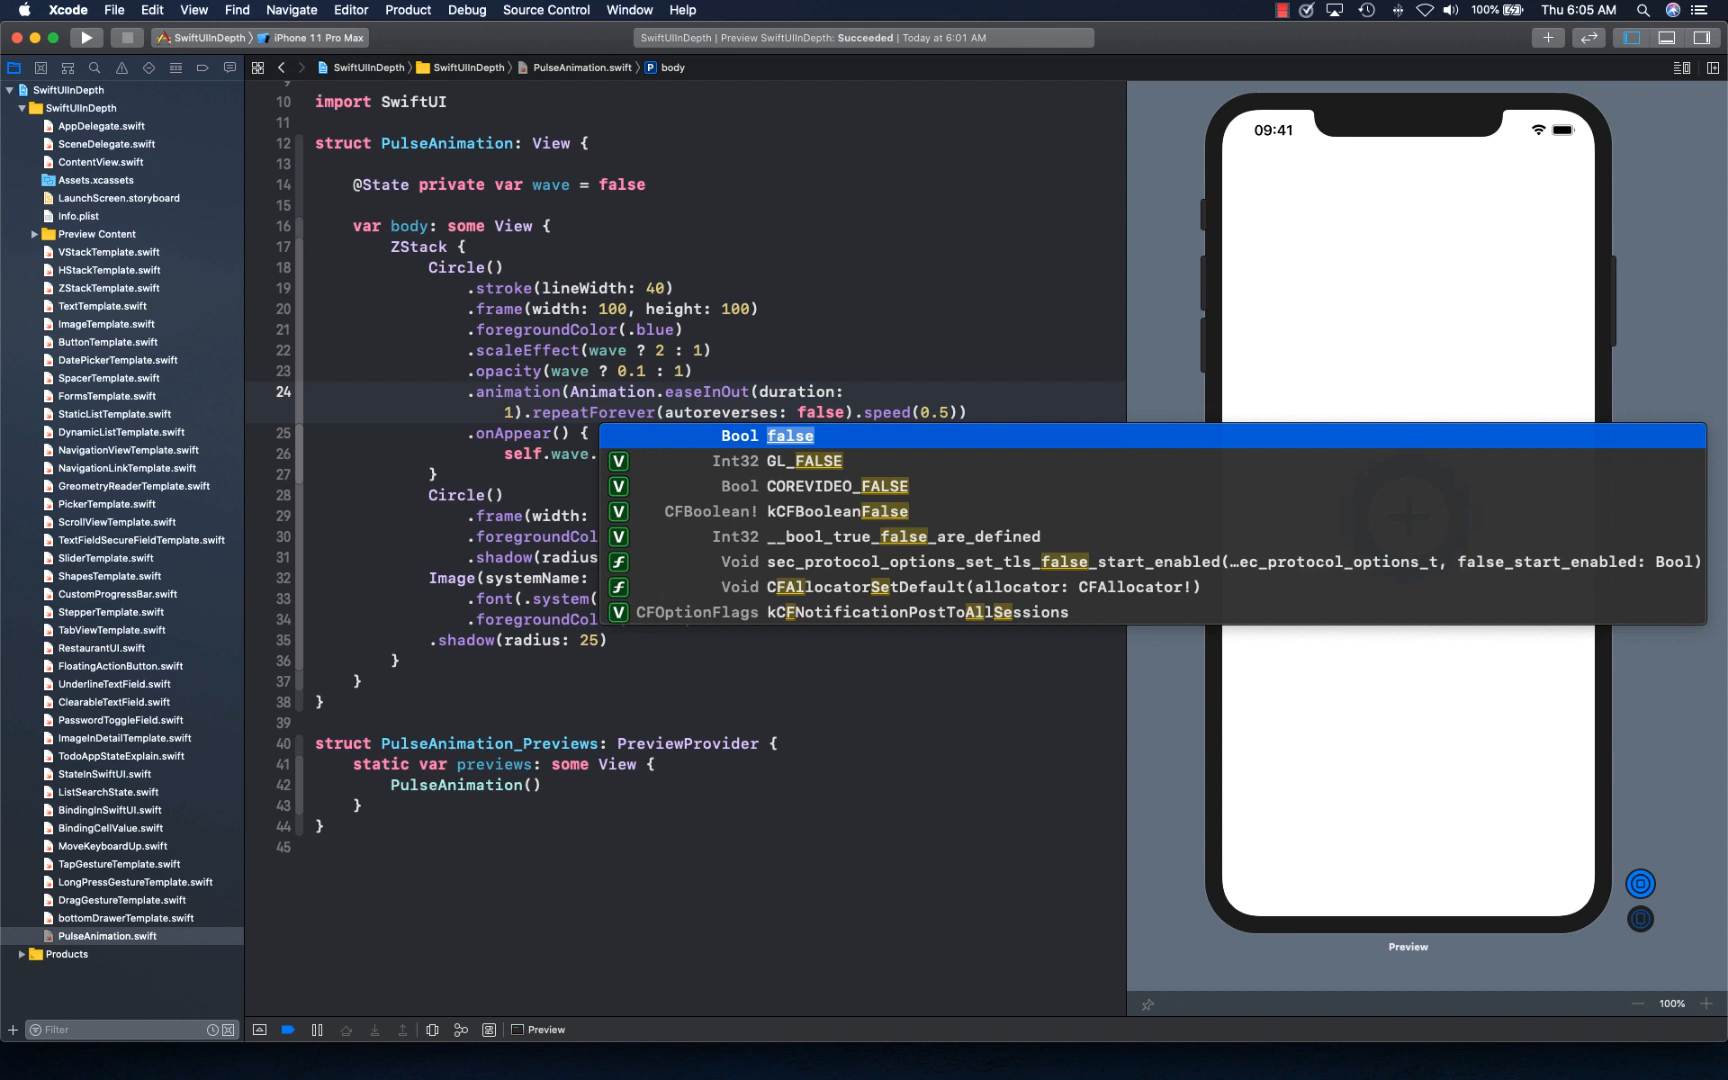 Xcode File Edit View Find Navigate Editor Product Debug Source Control Window Help 100% Thu 6:05 AM
SwiftUIInDepth iPhone 11 Pro Max SwiftUIInDepth | Preview SwiftUIInDepth: Succeeded | Today at 6:01 AM
SwiftUIInDepth SwiftUIInDepth PulseAnimation.swift P body
SwiftUIInDepth
SwiftUIInDepth
AppDelegate.swift
SceneDelegate.swift
ContentView.swift
Assets.xcassets
LaunchScreen.storyboard
Info.plist
Preview Content
VStackTemplate.swift
HStackTemplate.swift
ZStackTemplate.swift
TextTemplate.swift
ImageTemplate.swift
ButtonTemplate.swift
DatePickerTemplate.swift
SpacerTemplate.swift
FormsTemplate.swift
StaticListTemplate.swift
DynamicListTemplate.swift
NavigationViewTemplate.swift
NavigationLinkTemplate.swift
GreometryReaderTemplate.swift
PickerTemplate.swift
ScrollViewTemplate.swift
TextFieldSecureFieldTemplate.swift
SliderTemplate.swift
ShapesTemplate.swift
CustomProgressBar.swift
StepperTemplate.swift
TabViewTemplate.swift
RestaurantUI.swift
FloatingActionButton.swift
UnderlineTextField.swift
ClearableTextField.swift
PasswordToggleField.swift
ImageInDetailTemplate.swift
TodoAppStateExplain.swift
StateInSwiftUI.swift
ListSearchState.swift
BindingInSwiftUI.swift
BindingCellValue.swift
MoveKeyboardUp.swift
TapGestureTemplate.swift
LongPressGestureTemplate.swift
DragGestureTemplate.swift
bottomDrawerTemplate.swift
PulseAnimation.swift
Products
Filter
10 import SwiftUI
11
12 struct PulseAnimation: View {
13
14 @State private var wave = false
15
16 var body: some View {
17 ZStack {
18 Circle()
19 .stroke(lineWidth: 40)
20 .frame(width: 100, height: 100)
21 .foregroundColor(.blue)
22 .scaleEffect(wave ? 2 : 1)
23 .opacity(wave ? 0.1 : 1)
24 .animation(Animation.easeInOut(duration:
1).repeatForever(autoreverses: false).speed(0.5))
25 .onAppear() {
26 self.wave.
27 }
28 Circle()
29 .frame(width:
30 .foregroundCol
31 .shadow(radius
32 Image(systemName:
33 .font(.system(
34 .foregroundCol
35 .shadow(radius: 25)
36 }
37 }
38 }
39
40 struct PulseAnimation_Previews: PreviewProvider {
41 static var previews: some View {
42 PulseAnimation()
43 }
44 }
45
Bool false
V Int32 GL_FALSE
V Bool COREVIDEO_FALSE
V CFBoolean! kCFBooleanFalse
V Int32 __bool_true_false_are_defined
f Void sec_protocol_options_set_tls_false_start_enabled(…ec_protocol_options_t, false_start_enabled: Bool)
f Void CFAllocatorSetDefault(allocator: CFAllocator!)
V CFOptionFlags kCFNotificationPostToAllSessions
09:41
Preview
100%
Preview